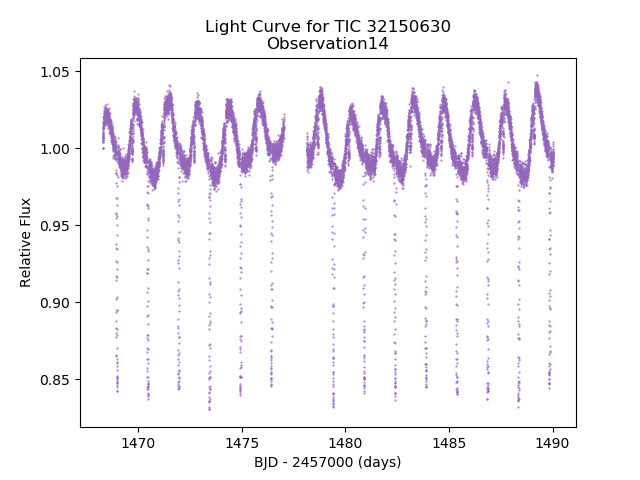 Light Curve for TIC 32150630
Observation14
1.05
1.00
0.95
0.90
0.85
Relative Flux
1470
1475
1480
1485
1490
BJD - 2457000 (days)